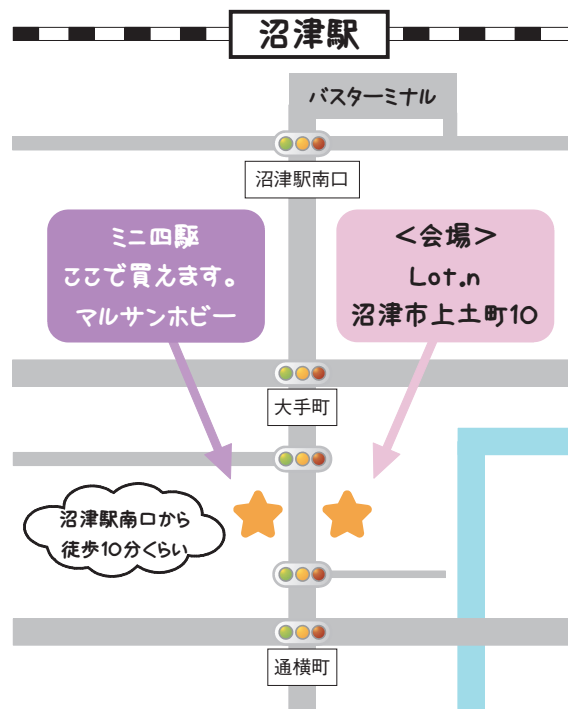 沼津駅
バスターミナル
沼津駅南口
ミニ四駆
ここで買えます。
マルサンホビー
＜会場＞
Lot.n
沼津市上土町10
大手町
沼津駅南口から
徒歩10分くらい
通横町